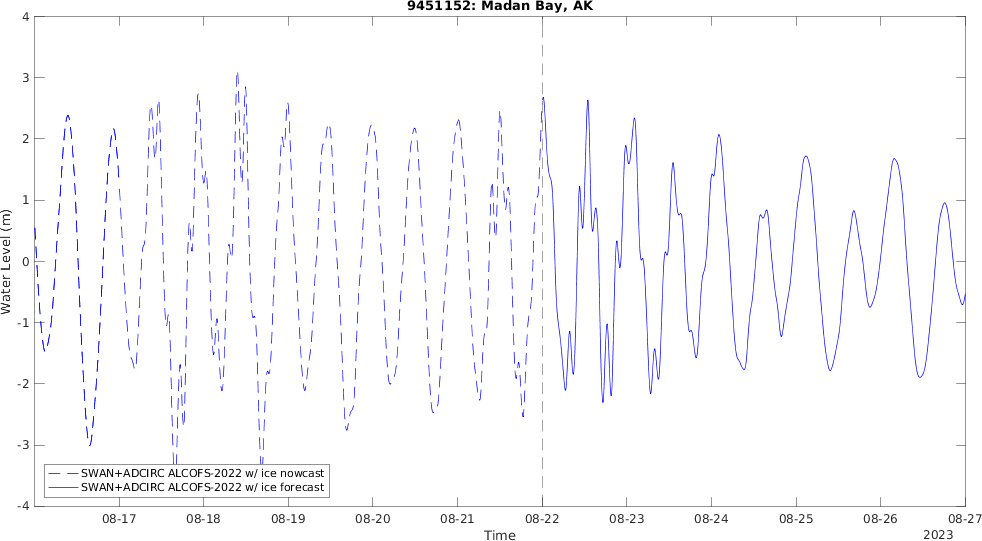 9451152: Madan Bay, AK
Water Level (m)
4
3
2
1
0
-1
-2
-3
-4
SWAN+ADCIRC ALCOFS-2022 w/ ice nowcast
SWAN+ADCIRC ALCOFS-2022 w/ ice forecast
08-17 08-18 08-19 08-20 08-21 08-22 08-23 08-24 08-25 08-26 08-27
Time
2023